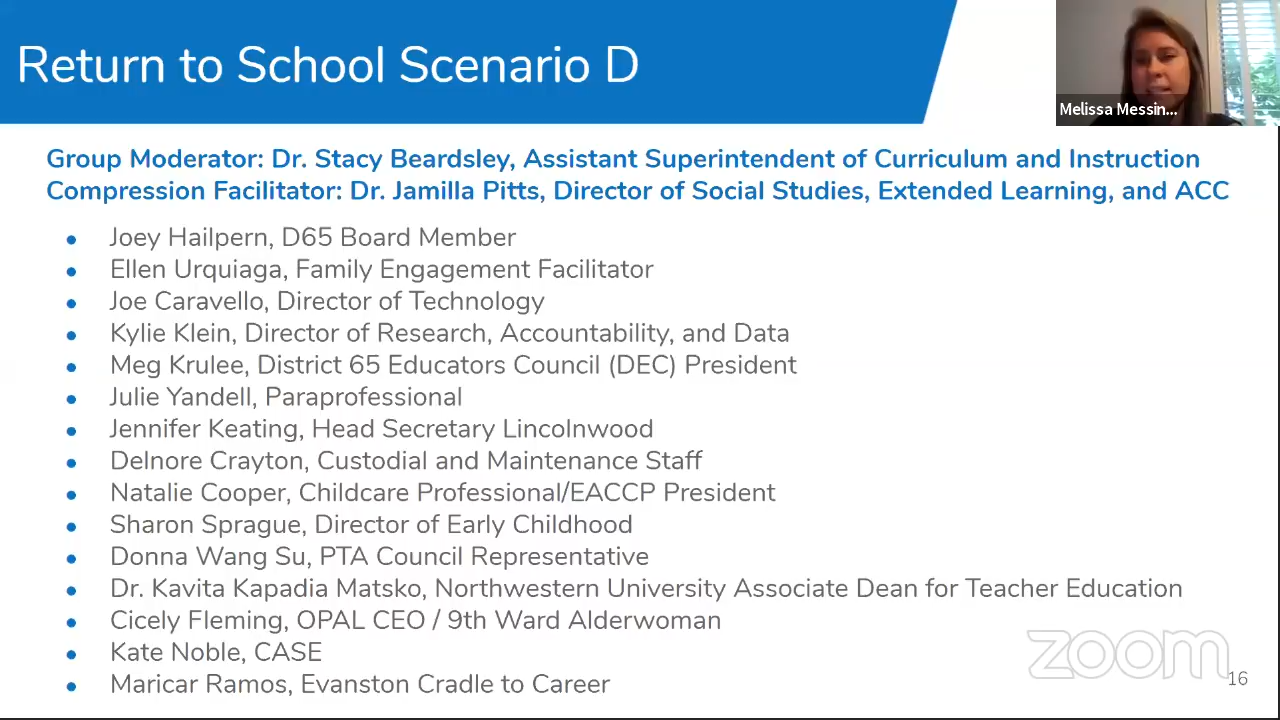 Return to School Scenario D
Melissa Messin...
Group Moderator: Dr. Stacy Beardsley, Assistant Superintendent of Curriculum and Instruction
Compression Facilitator: Dr. Jamilla Pitts, Director of Social Studies, Extended Learning, and ACC
● Joey Hailpern, D65 Board Member
● Ellen Urquiaga, Family Engagement Facilitator
● Joe Caravello, Director of Technology
● Kylie Klein, Director of Research, Accountability, and Data
● Meg Krulee, District 65 Educators Council (DEC) President
● Julie Yandell, Paraprofessional
● Jennifer Keating, Head Secretary Lincolnwood
● Delnore Crayton, Custodial and Maintenance Staff
● Natalie Cooper, Childcare Professional/EACCP President
● Sharon Sprague, Director of Early Childhood
● Donna Wang Su, PTA Council Representative
● Dr. Kavita Kapadia Matsko, Northwestern University Associate Dean for Teacher Education
● Cicely Fleming, OPAL CEO / 9th Ward Alderwoman
● Kate Noble, CASE
● Maricar Ramos, Evanston Cradle to Career
zoom
16